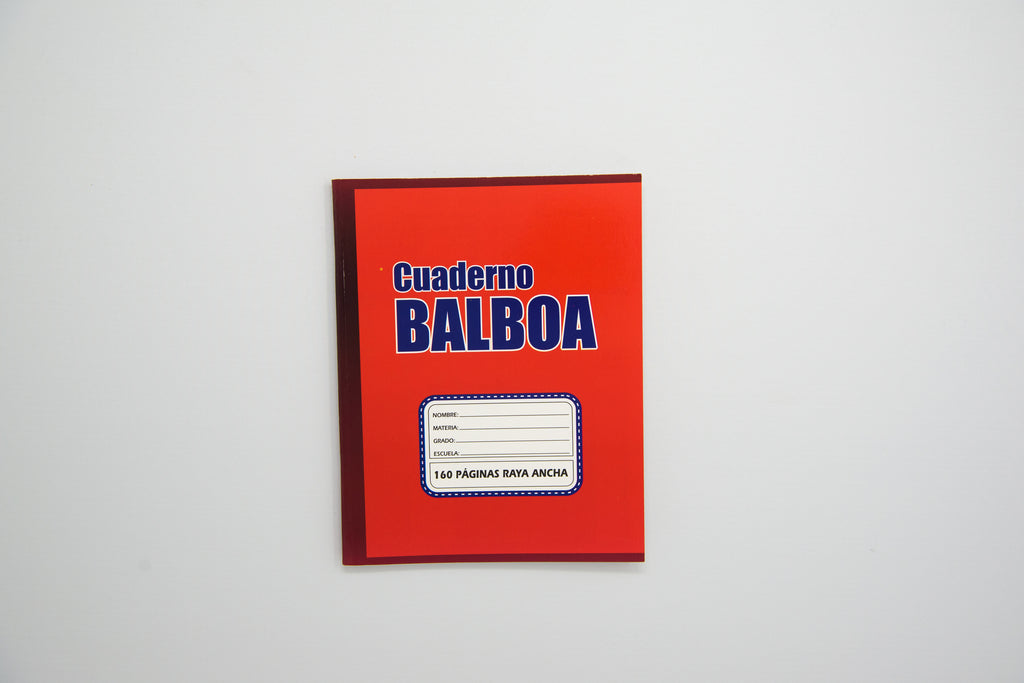 Cuaderno
BALBOA
NOMBRE:
MATERIA:
GRADO:
ESCUELA:
160 PÁGINAS RAYA ANCHA